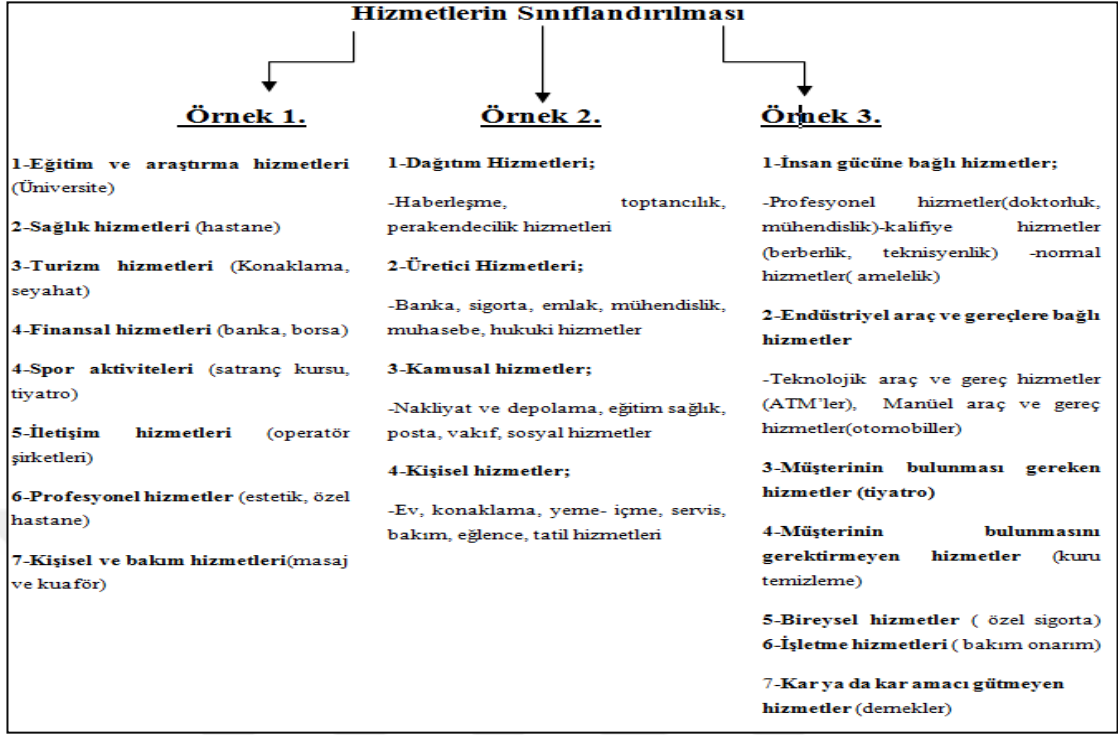 Hizmetlerin Sınıflandırılması
Örnek 1.
1-Eğitim ve araştırma hizmetleri
(Üniversite)
2-Sağlık hizmetleri (hastane)
3-Turizm hizmetleri (Konaklama,
seyahat)
4-Finansal hizmetleri (banka, borsa)
4-Spor aktiviteleri (satranç kursu,
tiyatro)
5-İletişim hizmetleri (operatör
şirketleri)
6-Profesyonel hizmetler (estetik, özel
hastane)
7-Kişisel ve bakım hizmetleri(masaj
ve kuaför)
Örnek 2.
1-Dağıtım Hizmetleri;
-Haberleşme, toptancılık,
perakendecilik hizmetleri
2-Üretici Hizmetleri;
-Banka, sigorta, emlak, mühendislik,
muhasebe, hukuki hizmetler
3-Kamusal hizmetler;
-Nakliyat ve depolama, eğitim sağlık,
posta, vakıf, sosyal hizmetler
4-Kişisel hizmetler;
-Ev, konaklama, yeme- içme, servis,
bakım, eğlence, tatil hizmetleri
Örnek 3.
1-İnsan gücüne bağlı hizmetler;
-Profesyonel hizmetler(doktorluk,
mühendislik)-kalifiye hizmetler
(berberlik, teknisyenlik) -normal
hizmetler( amelelik)
2-Endüstriyel araç ve gereçlere bağlı
hizmetler
-Teknolojik araç ve gereç hizmetler
(ATM'ler), Manüel araç ve gereç
hizmetler(otomobiller)
3-Müşterinin bulunması gereken
hizmetler (tiyatro)
4-Müşterinin bulunmasını
gerektirmeyen hizmetler (kuru
temizleme)
5-Bireysel hizmetler ( özel sigorta)
6-İşletme hizmetleri ( bakım onarım)
7-Kar ya da kar amacı gütmeyen
hizmetler (dernekler)